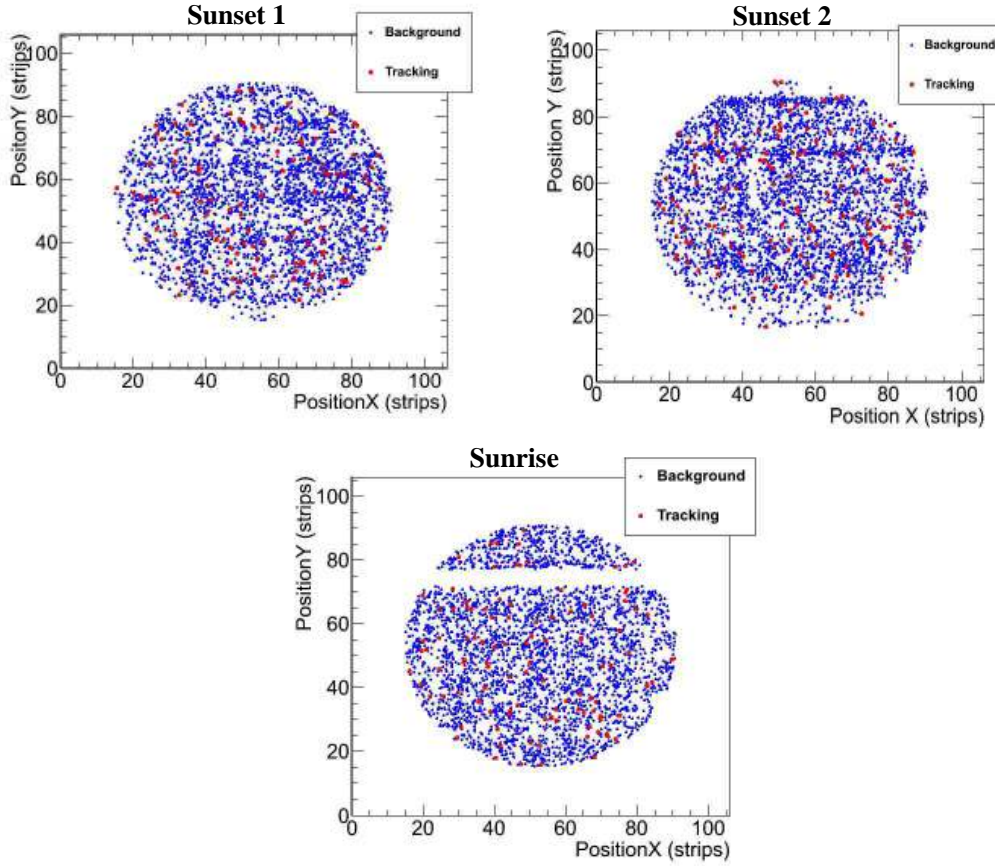 Sunset 1
Background
Tracking
PositonY (strijps)
100
80
60
40
20
0
0 20 40 60 80 100
PositionX (strips)
Sunset 2
Background
Tracking
Position Y (strips)
100
80
60
40
20
0
0 20 40 60 80 100
Position X (strips)
Sunrise
Background
Tracking
PositionY (strips)
100
80
60
40
20
0
0 20 40 60 80 100
PositionX (strips)